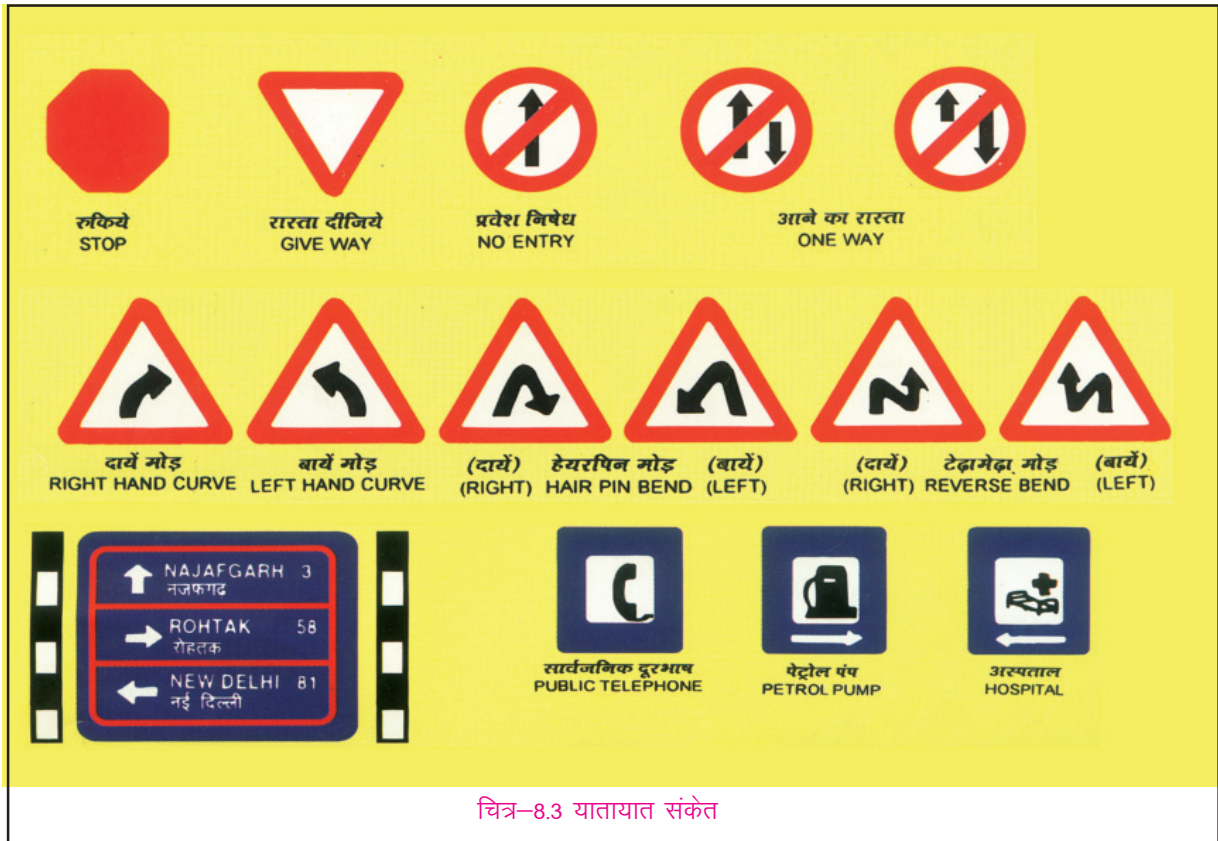 रुकिये
STOP
रास्ता दीजिये
GIVE WAY
प्रवेश निषेध
NO ENTRY
आने का रास्ता
ONE WAY
दायें मोड़
RIGHT HAND CURVE
बायें मोड़
LEFT HAND CURVE
(दायें) हेयरपिन मोड़ (बायें)
(RIGHT) HAIR PIN BEND (LEFT)
(दायें) टेढ़ामेढ़ा मोड़ (बायें)
(RIGHT) REVERSE BEND (LEFT)
NAJAFGARH 3
नजफगढ
ROHTAK 58
रोहतक
NEW DELHI 81
नई दिल्ली
सार्वजनिक दूरभाष
PUBLIC TELEPHONE
पेट्रोल पंप
PETROL PUMP
अस्पताल
HOSPITAL
चित्र–8.3 यातायात संकेत